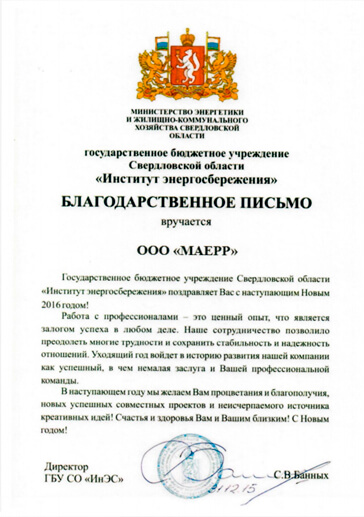 МИНИСТЕРСТВО ЭНЕРГЕТИКИ
И ЖИЛИЩНО-КОММУНАЛЬНОГО
ХОЗЯЙСТВА СВЕРДЛОВСКОЙ
ОБЛАСТИ
государственное бюджетное учреждение
Свердловской области
«Институт энергосбережения»
БЛАГОДАРСТВЕННОЕ ПИСЬМО
вручается
ООО «МАЕРР»
Государственное бюджетное учреждение Свердловской области
«Институт энергосбережения» поздравляет Вас с наступающим Новым
2016 годом!
Работа с профессионалами – это ценный опыт, что является
залогом успеха в любом деле. Наше сотрудничество позволило
преодолеть многие трудности и сохранить стабильность и надежность
отношений. Уходящий год войдет в историю развития нашей компании
как успешный, в чем немалая заслуга и Вашей профессиональной
команды.
В наступающем году мы желаем Вам процветания и благополучия,
новых успешных совместных проектов и неисчерпаемого источника
креативных идей! Счастья и здоровья Вам и Вашим близким! С Новым
годом!
Директор
ГБУ СО «ИнЭС»
С.В.Банных
31.12.15